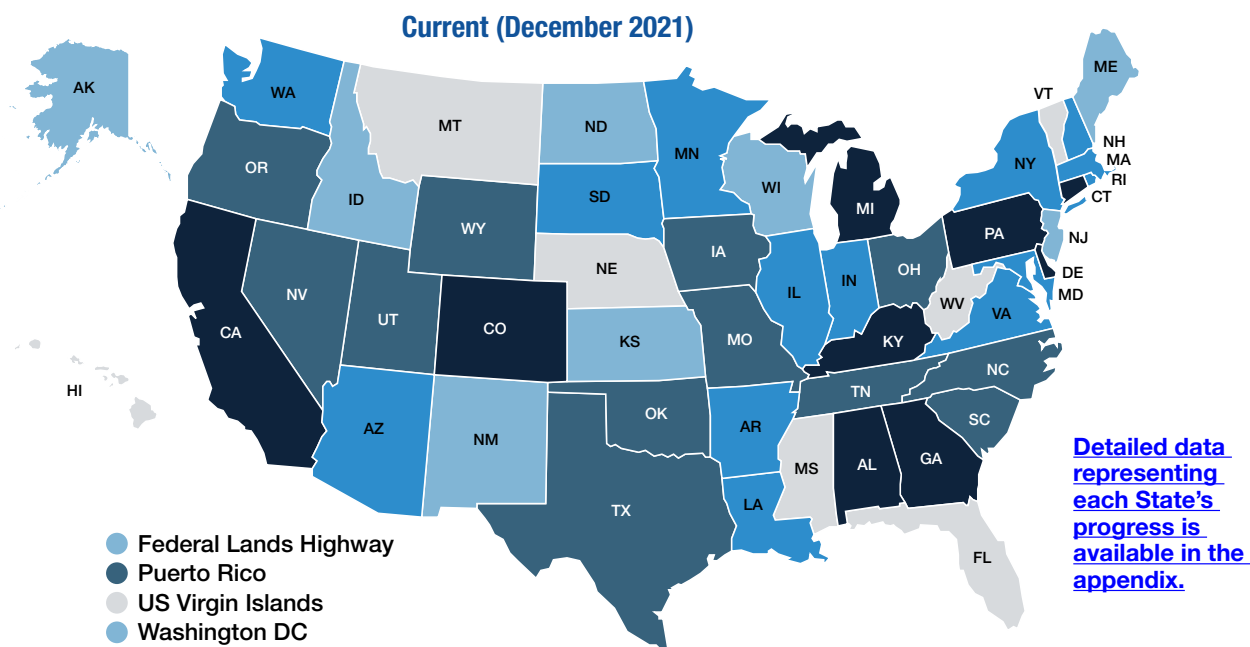 Current (December 2021)
AK
WA
MT
ND
MN
ME
VT
NH
MA
RI
CT
NY
OR
ID
WI
SD
MI
WY
PA
NJ
IA
NE
OH
DE
MD
NV
IL
IN
WV
VA
UT
CO
CA
KS
MO
KY
HI
NC
TN
OK
AZ
NM
AR
SC
MS
AL
GA
LA
TX
FL
Detailed data
representing
each State’s
progress is
available in the
appendix.
Federal Lands Highway
Puerto Rico
US Virgin Islands
Washington DC